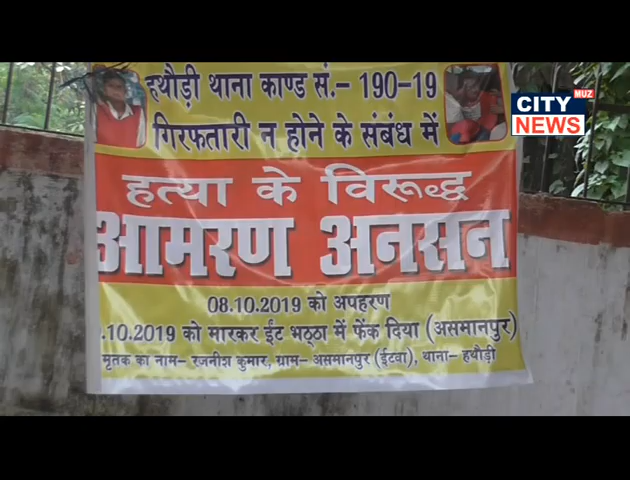 हथौड़ी थाना काण्ड सं.- 190-19
गिरफतारी न होने के संबंध में
हत्या के विरूद्ध
आमरण अनसन
08.10.2019 को अपहरण
.10.2019 को मारकर ईंट भठ्ठा में फेंक दिया (असमानपुर)
मृतक का नाम- रजनीश कुमार, ग्राम- असमानपुर (ईटवा), थाना- हथौड़ी
MUZ
CITY
NEWS